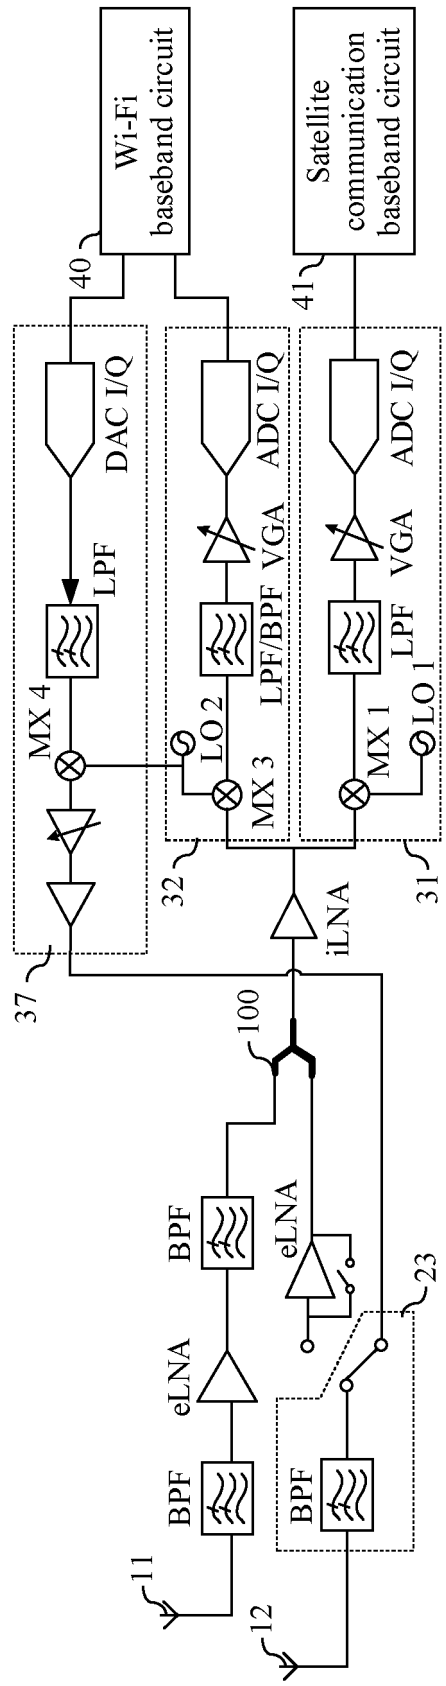 11
12
BPF
eLNA
BPF
BPF
23
eLNA
100
iLNA
37
MX 4
LPF
DAC I/Q
32
MX 3
LO 2
LPF/BPF
VGA
ADC I/Q
31
MX 1
LO 1
LPF
VGA
ADC I/Q
40
Wi-Fi
baseband circuit
41
Satellite
communication
baseband circuit